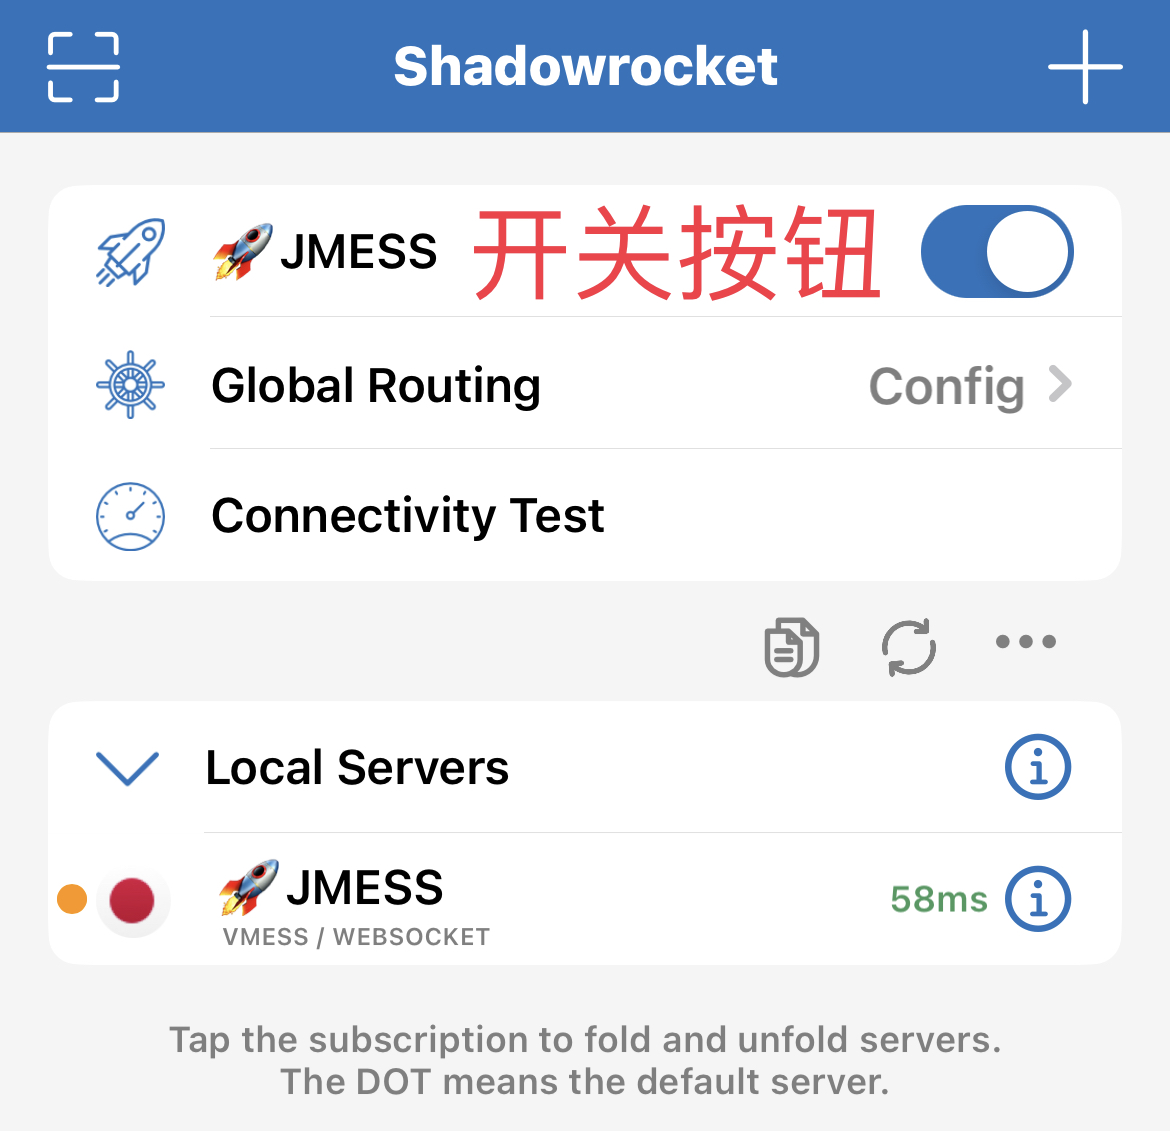 Shadowrocket
🚀JMESS 开关按钮
Global Routing Config
Connectivity Test
Local Servers
🚀JMESS 58ms
VMESS / WEBSOCKET
Tap the subscription to fold and unfold servers.
The DOT means the default server.